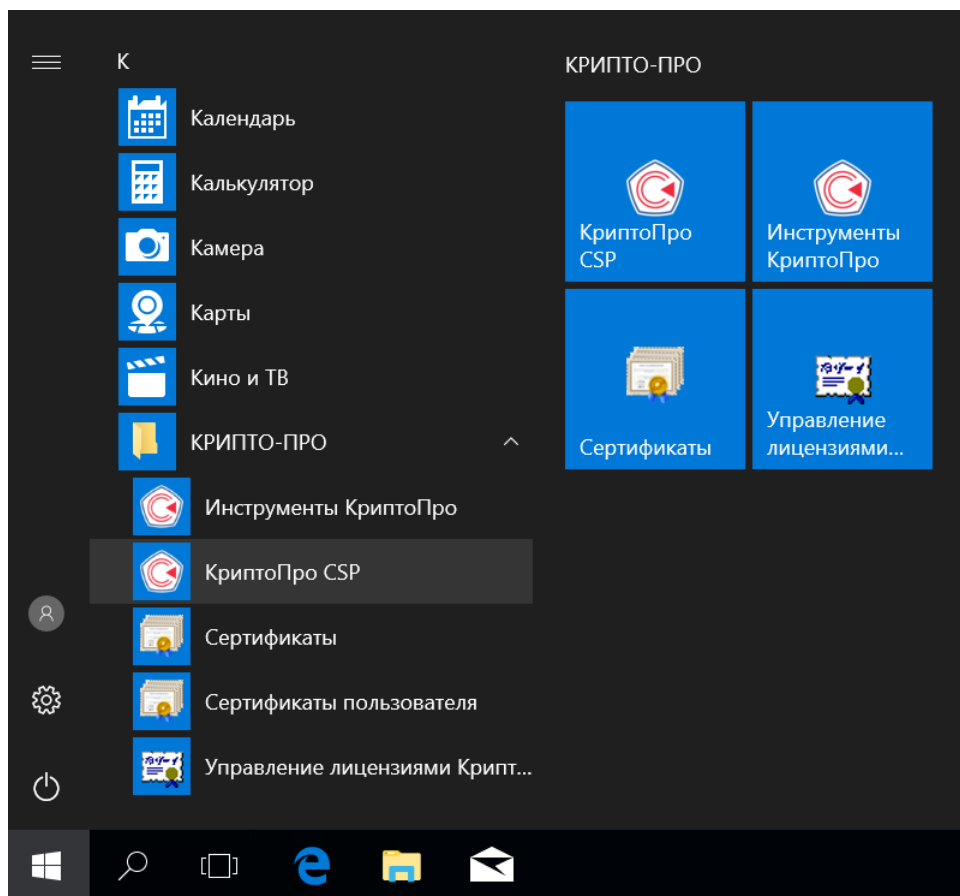 К
Календарь
Калькулятор
Камера
Карты
Кино и ТВ
КРИПТО-ПРО
Инструменты КриптоПро
КриптоПро CSP
Сертификаты
Сертификаты пользователя
Управление лицензиями Крипт...
КРИПТО-ПРО
КриптоПро
CSP
Инструменты
КриптоПро
Сертификаты
Управление
лицензиями...